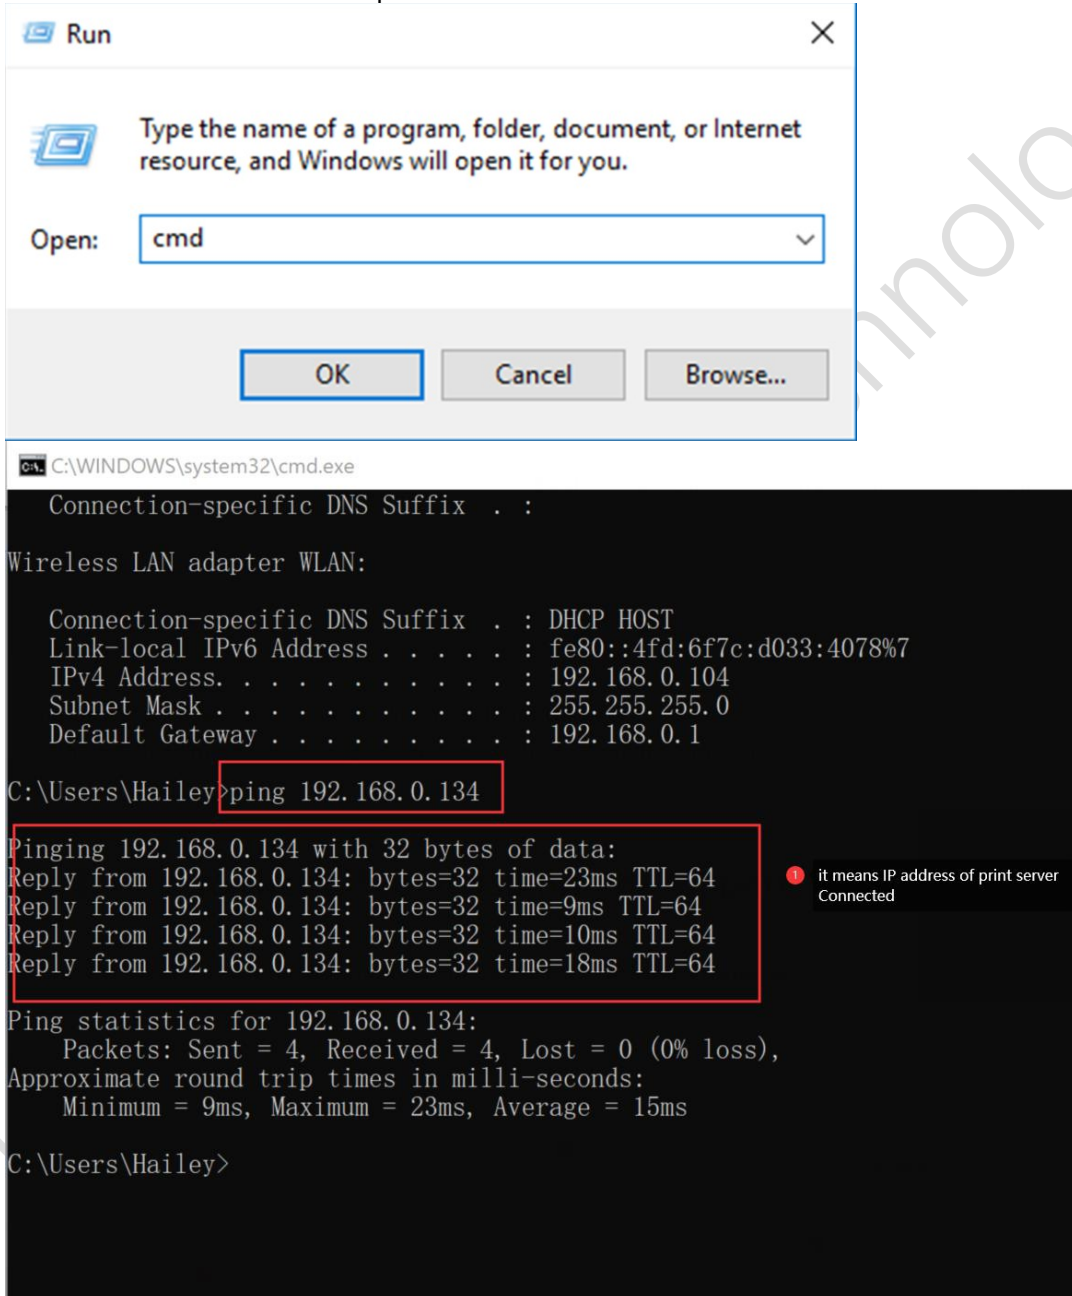 Run
Type the name of a program, folder, document, or Internet
resource, and Windows will open it for you.
Open: cmd
OK Cancel Browse...
C:\WINDOWS\system32\cmd.exe
Connection-specific DNS Suffix . :
Wireless LAN adapter WLAN:
Connection-specific DNS Suffix . : DHCP HOST
Link-local IPv6 Address . . . . . : fe80::4fd:6f7c:d033:4078%7
IPv4 Address. . . . . . . . . . . : 192.168.0.104
Subnet Mask . . . . . . . . . . . : 255.255.255.0
Default Gateway . . . . . . . . . : 192.168.0.1
C:\Users\Hailey>ping 192.168.0.134
Pinging 192.168.0.134 with 32 bytes of data:
Reply from 192.168.0.134: bytes=32 time=23ms TTL=64
1 it means IP address of print server
Connected
Reply from 192.168.0.134: bytes=32 time=9ms TTL=64
Reply from 192.168.0.134: bytes=32 time=10ms TTL=64
Reply from 192.168.0.134: bytes=32 time=18ms TTL=64
Ping statistics for 192.168.0.134:
Packets: Sent = 4, Received = 4, Lost = 0 (0% loss),
Approximate round trip times in milli-seconds:
Minimum = 9ms, Maximum = 23ms, Average = 15ms
C:\Users\Hailey>